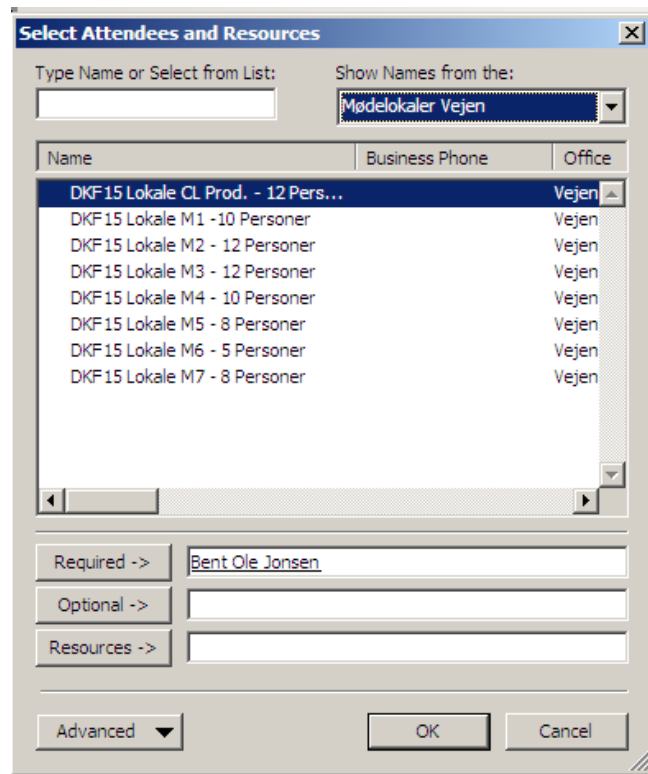 Select Attendees and Resources
Type Name or Select from List: Show Names from the:
Mødelokaler Vejen
Name Business Phone Office
DKF15 Lokale CL Prod. - 12 Pers... Vejen
DKF15 Lokale M1 -10 Personer Vejen
DKF15 Lokale M2 - 12 Personer Vejen
DKF15 Lokale M3 - 12 Personer Vejen
DKF15 Lokale M4 - 10 Personer Vejen
DKF15 Lokale M5 - 8 Personer Vejen
DKF15 Lokale M6 - 5 Personer Vejen
DKF15 Lokale M7 - 8 Personer Vejen
Required -> Bent Ole Jonsen
Optional ->
Resources ->
Advanced OK Cancel